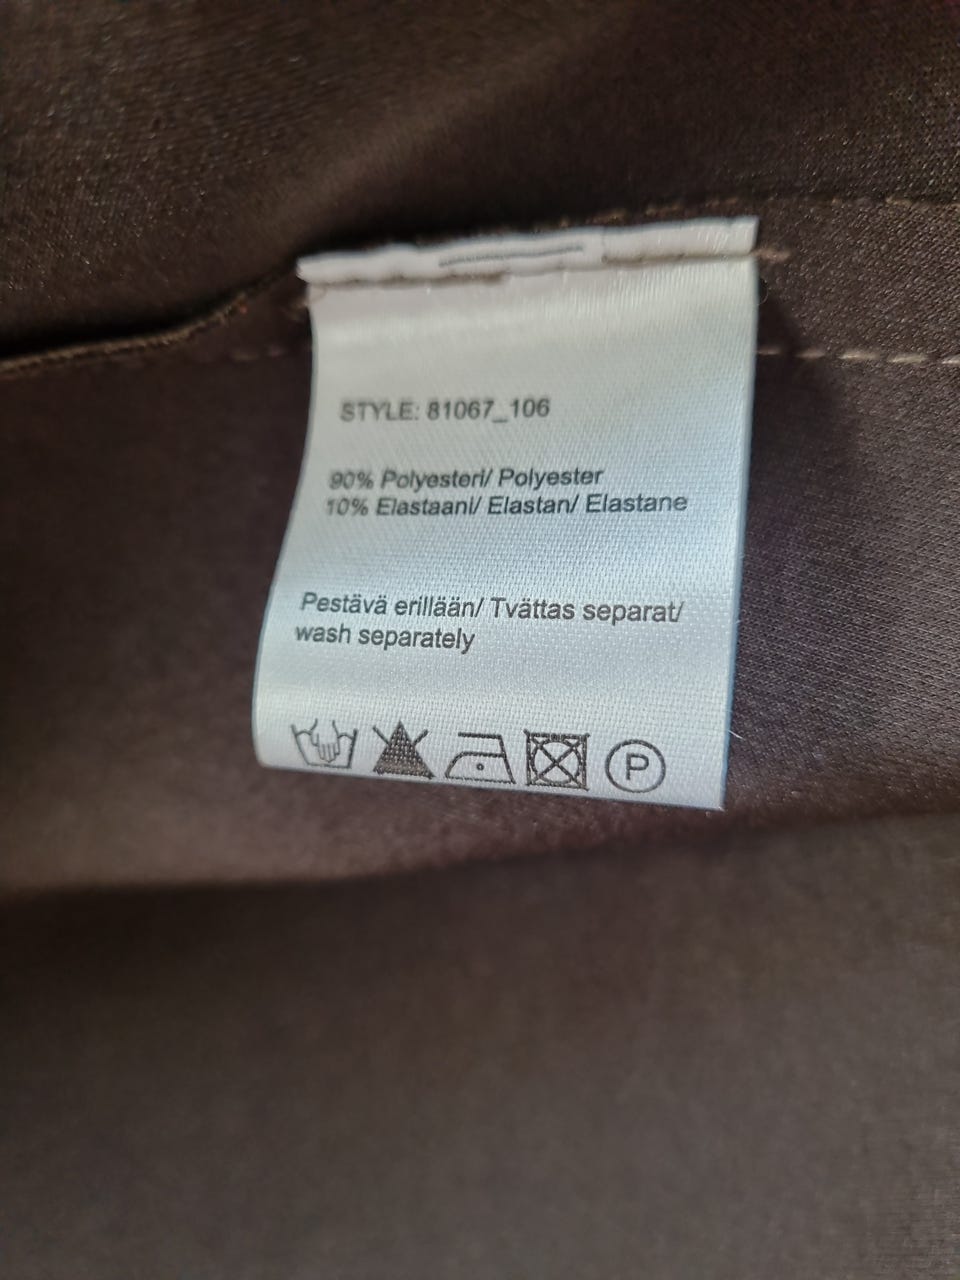 STYLE: 81067_106
90% Polyesteri/ Polyester
10% Elastaani/ Elastan/ Elastane
Pestävä erillään/ Tvättas separat/
wash separately
P